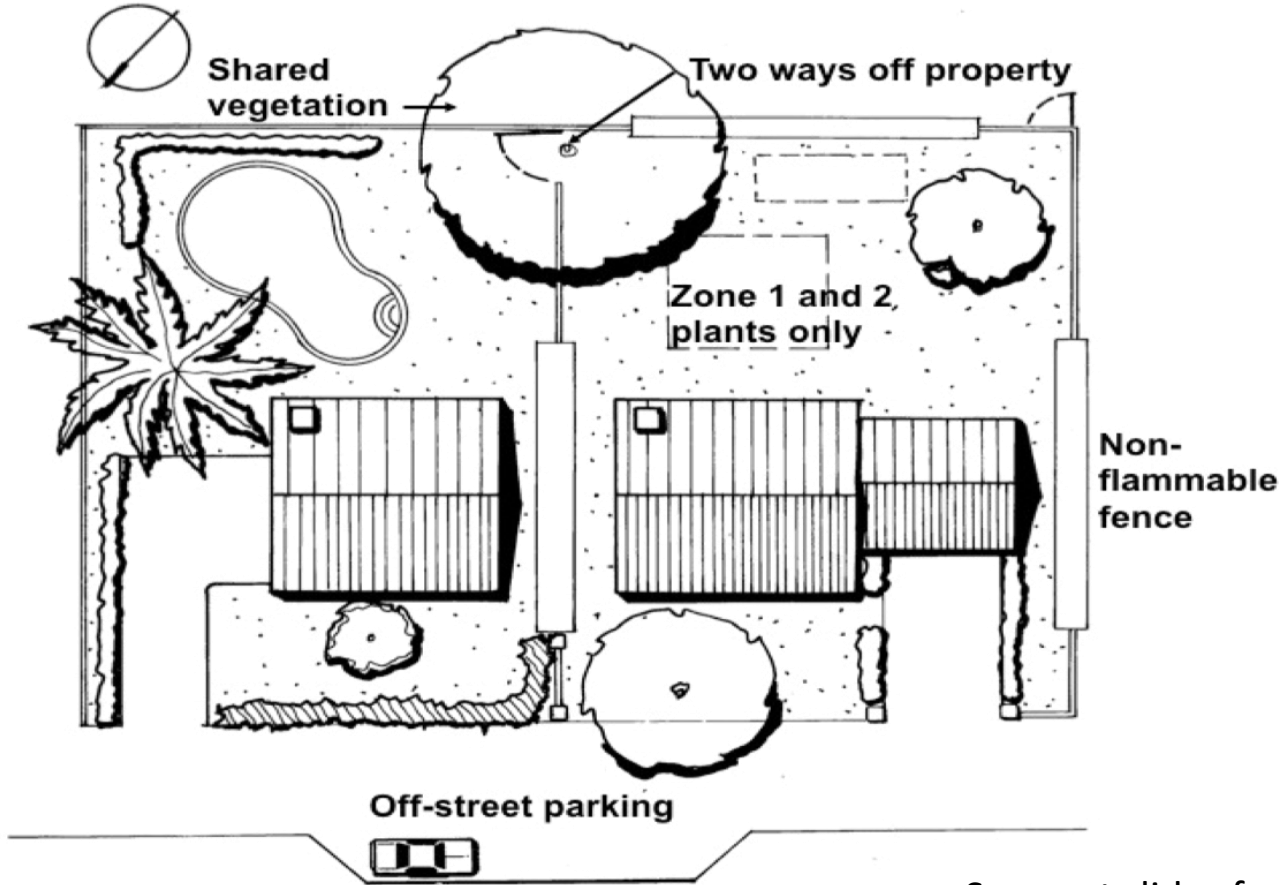 Shared
vegetation
Two ways off property
Zone 1 and 2
plants only
Non-
flammable
fence
Off-street parking